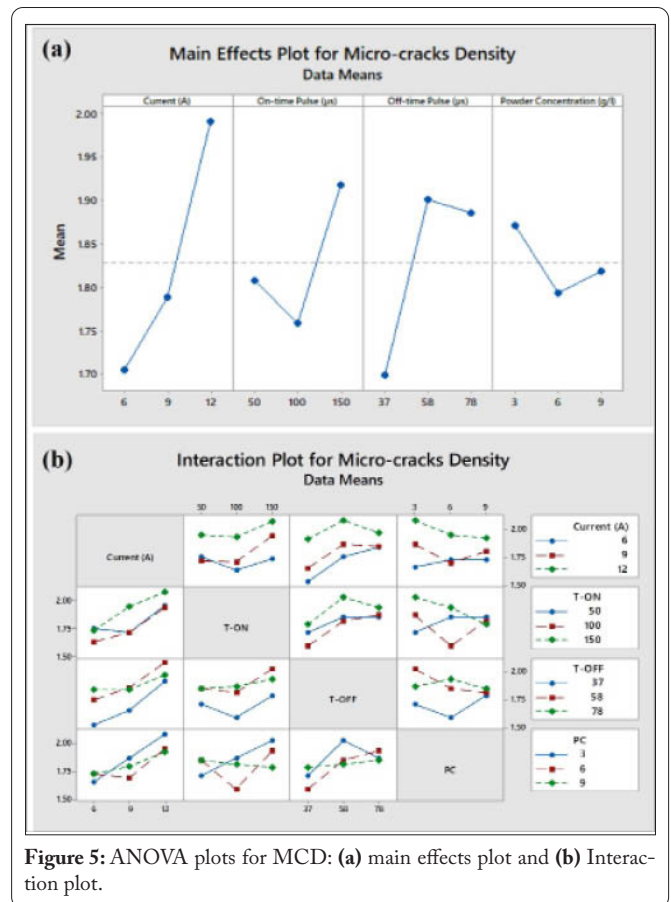 (a)
Main Effects Plot for Micro-cracks Density
Data Means
Current (A) On-time Pulse (µs) Off-time Pulse (µs) Powder Concentration (g/l)
2.00
1.95
1.90
1.85
1.80
1.75
1.70
Mean
6 9 12 50 100 150 37 58 78 3 6 9
(b)
Interaction Plot for Micro-cracks Density
Data Means
50 100 150 3 6 9
Current (A)
2.00
1.75
1.50
Current (A)
6
9
12
2.00
1.75
1.50
T-ON
T-ON
50
100
150
T-OFF
2.00
1.75
1.50
T-OFF
37
58
78
2.00
1.75
1.50
PC
PC
3
6
9
6 9 12 37 58 78
Figure 5: ANOVA plots for MCD: (a) main effects plot and (b) Interac-
tion plot.